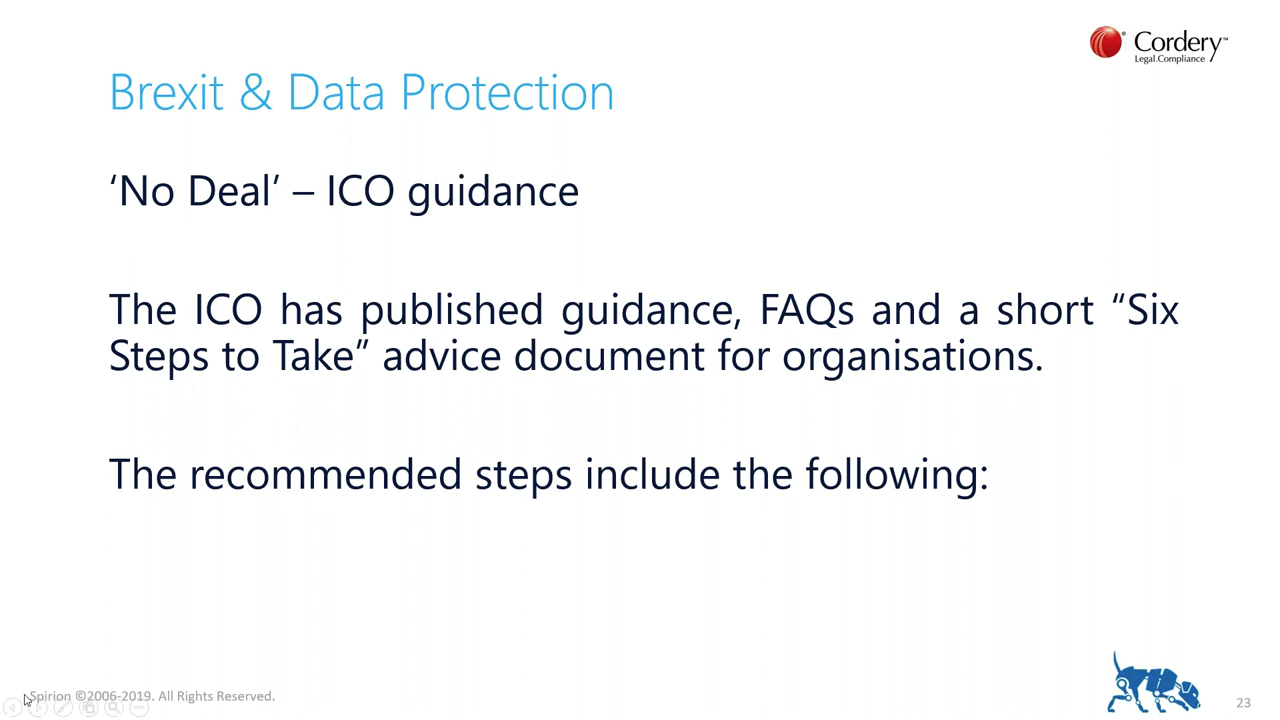 Cordery™
Legal.Compliance
Brexit & Data Protection
‘No Deal’ – ICO guidance
The ICO has published guidance, FAQs and a short “Six
Steps to Take” advice document for organisations.
The recommended steps include the following:
Spirion ©2006-2019. All Rights Reserved.
23